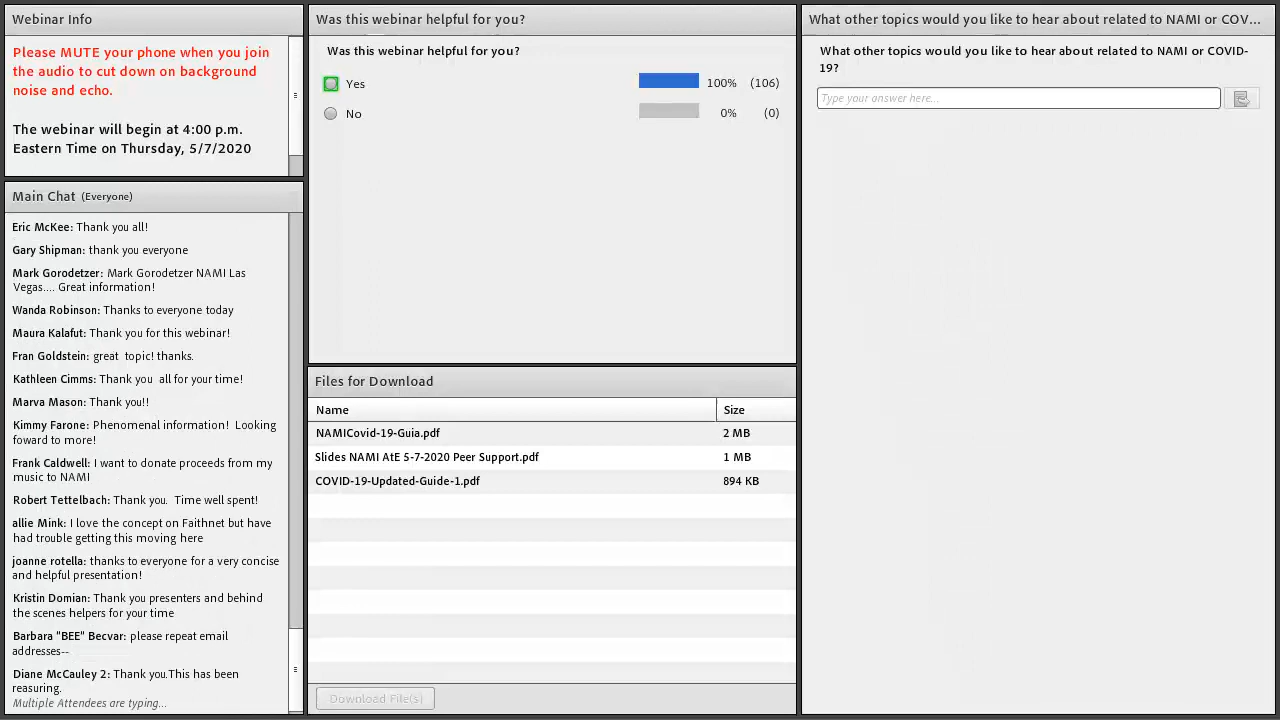 Webinar Info
Please MUTE your phone when you join
the audio to cut down on background
noise and echo.
The webinar will begin at 4:00 p.m.
Eastern Time on Thursday, 5/7/2020
Main Chat (Everyone)
Eric McKee: Thank you all!
Gary Shipman: thank you everyone
Mark Gorodetzer: Mark Gorodetzer NAMI Las
Vegas.... Great information!
Wanda Robinson: Thanks to everyone today
Maura Kalafut: Thank you for this webinar!
Fran Goldstein: great topic! thanks.
Kathleen Cimms: Thank you all for your time!
Marva Mason: Thank you!!
Kimmy Farone: Phenomenal information! Looking
foward to more!
Frank Caldwell: I want to donate proceeds from my
music to NAMI
Robert Tettelbach: Thank you. Time well spent!
allie Mink: I love the concept on Faithnet but have
had trouble getting this moving here
joanne rotella: thanks to everyone for a very concise
and helpful presentation!
Kristin Domian: Thank you presenters and behind
the scenes helpers for your time
Barbara "BEE" Becvar: please repeat email
addresses--
Diane McCauley 2: Thank you.This has been
reasuring.
Multiple Attendees are typing...
Was this webinar helpful for you?
Was this webinar helpful for you?
Yes 100% (106)
No 0% (0)
Files for Download
Name Size
NAMICovid-19-Guia.pdf 2 MB
Slides NAMI AtE 5-7-2020 Peer Support.pdf 1 MB
COVID-19-Updated-Guide-1.pdf 894 KB
Download File(s)
What other topics would you like to hear about related to NAMI or COV...
What other topics would you like to hear about related to NAMI or COVID-
19?
Type your answer here...